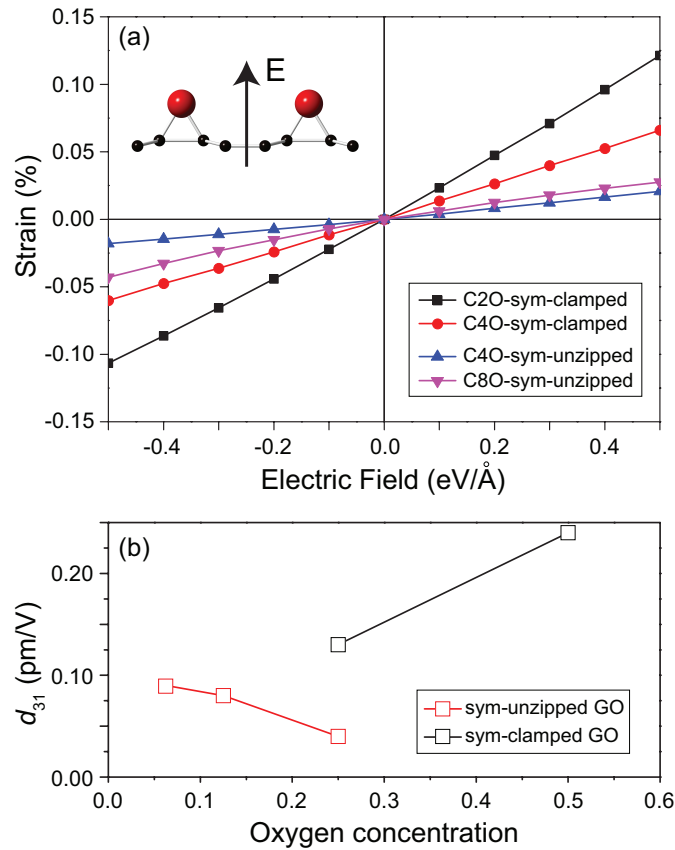 (a)
E
0.15
0.10
0.05
0.00
-0.05
-0.10
-0.15
Strain (%)
C2O-sym-clamped
C4O-sym-clamped
C4O-sym-unzipped
C8O-sym-unzipped
-0.4 -0.2 0.0 0.2 0.4
Electric Field (eV/Å)
(b)
0.20
0.10
0.00
d31 (pm/V)
sym-unzipped GO
sym-clamped GO
0.0 0.1 0.2 0.3 0.4 0.5 0.6
Oxygen concentration